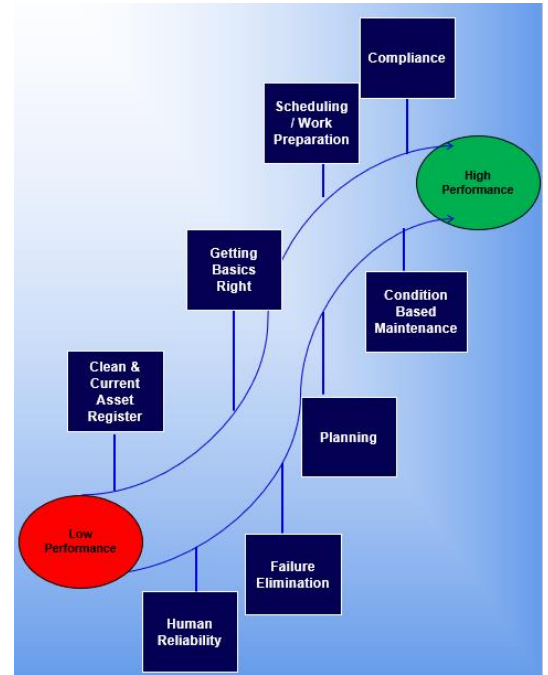 Compliance
Scheduling
/ Work
Preparation
High
Performance
Getting
Basics
Right
Condition
Based
Maintenance
Clean &
Current
Asset
Register
Planning
Low
Performance
Failure
Elimination
Human
Reliability